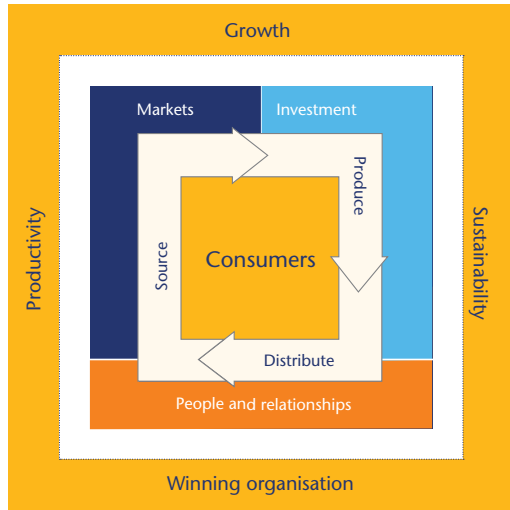 Growth
Markets
Investment
Produce
Productivity
Source
Consumers
Sustainability
Distribute
People and relationships
Winning organisation